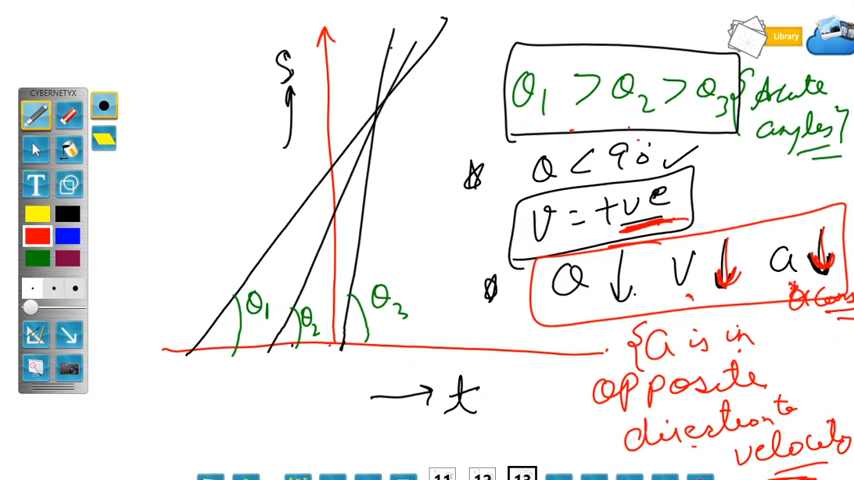 Library
CYBERNETYX
S
θ₁ > θ₂ > θ₃
{Acute
angles}
θ < 90°
v = +ve
θ ↓ v ↓ a ↓
θ₁ θ₂ θ₃
{a is in
opposite
direction to
velocity
→ t
T
11 12 13